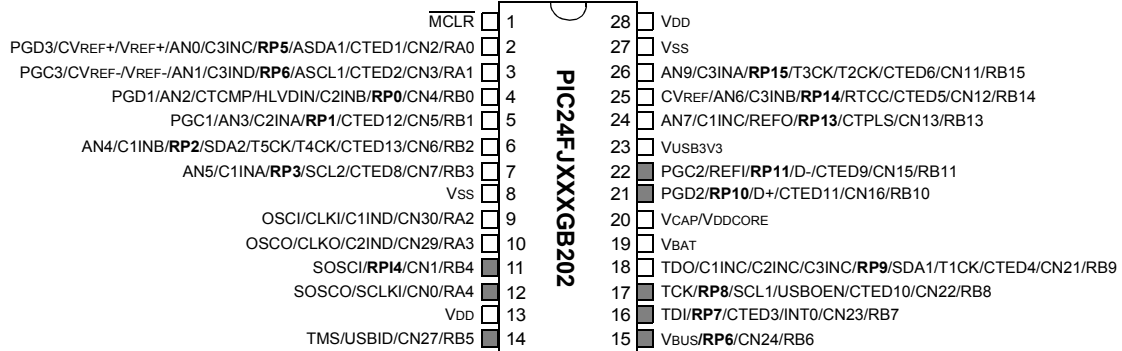 MCLR 1
PGD3/CVREF+/VREF+/AN0/C3INC/RP5/ASDA1/CTED1/CN2/RA0 2
PGC3/CVREF-/VREF-/AN1/C3IND/RP6/ASCL1/CTED2/CN3/RA1 3
PGD1/AN2/CTCMP/HLVDIN/C2INB/RP0/CN4/RB0 4
PGC1/AN3/C2INA/RP1/CTED12/CN5/RB1 5
AN4/C1INB/RP2/SDA2/T5CK/T4CK/CTED13/CN6/RB2 6
AN5/C1INA/RP3/SCL2/CTED8/CN7/RB3 7
VSS 8
OSCI/CLKI/C1IND/CN30/RA2 9
OSCO/CLKO/C2IND/CN29/RA3 10
SOSCI/RPI4/CN1/RB4 11
SOSCO/SCLKI/CN0/RA4 12
VDD 13
TMS/USBID/CN27/RB5 14
PIC24FJXXXGB202
28 VDD
27 VSS
26 AN9/C3INA/RP15/T3CK/T2CK/CTED6/CN11/RB15
25 CVREF/AN6/C3INB/RP14/RTCC/CTED5/CN12/RB14
24 AN7/C1INC/REFO/RP13/CTPLS/CN13/RB13
23 VUSB3V3
22 PGC2/REFI/RP11/D-/CTED9/CN15/RB11
21 PGD2/RP10/D+/CTED11/CN16/RB10
20 VCAP/VDDCORE
19 VBAT
18 TDO/C1INC/C2INC/C3INC/RP9/SDA1/T1CK/CTED4/CN21/RB9
17 TCK/RP8/SCL1/USBOEN/CTED10/CN22/RB8
16 TDI/RP7/CTED3/INT0/CN23/RB7
15 VBUS/RP6/CN24/RB6